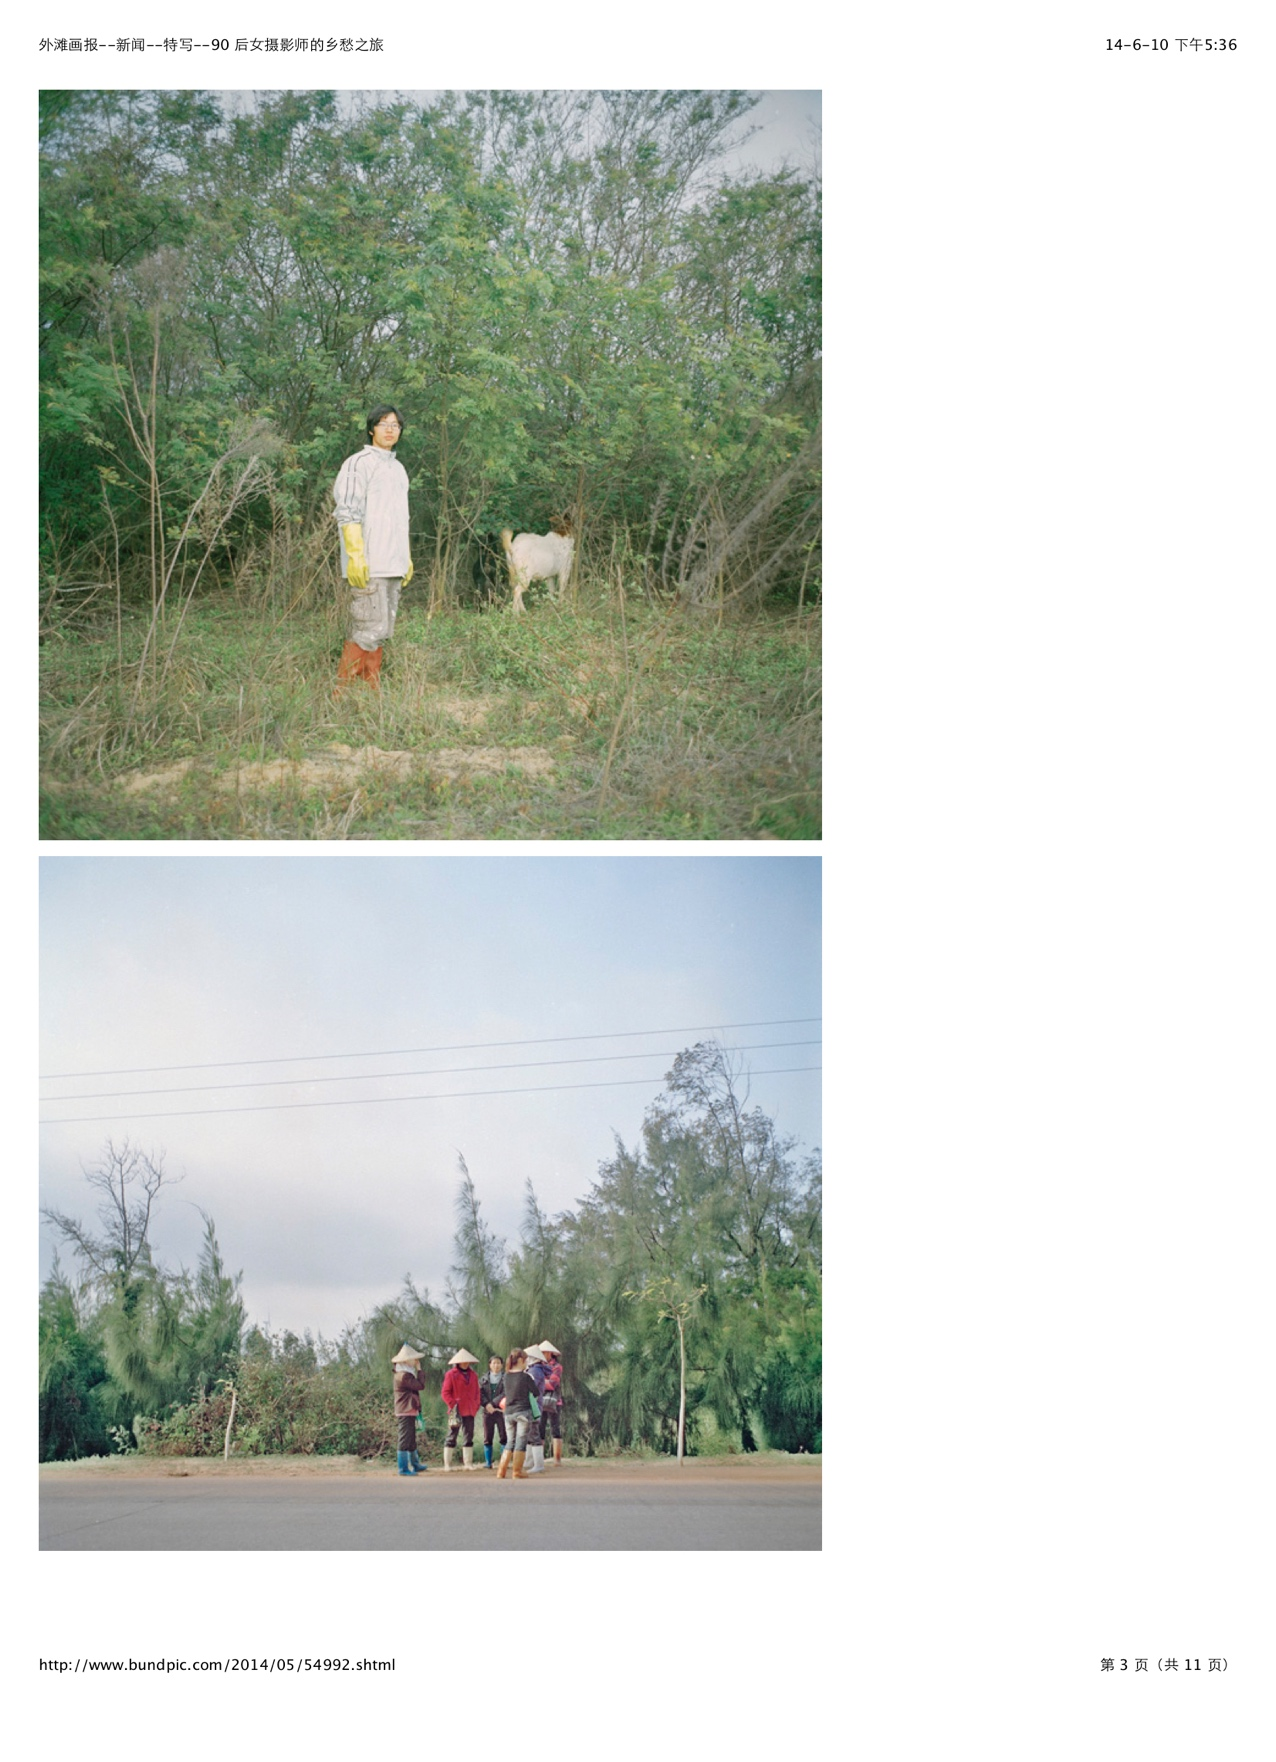 外滩画报--新闻--特写--90 后女摄影师的乡愁之旅
14-6-10 下午5:36
http://www.bundpic.com/2014/05/54992.shtml
第 3 页（共 11 页）